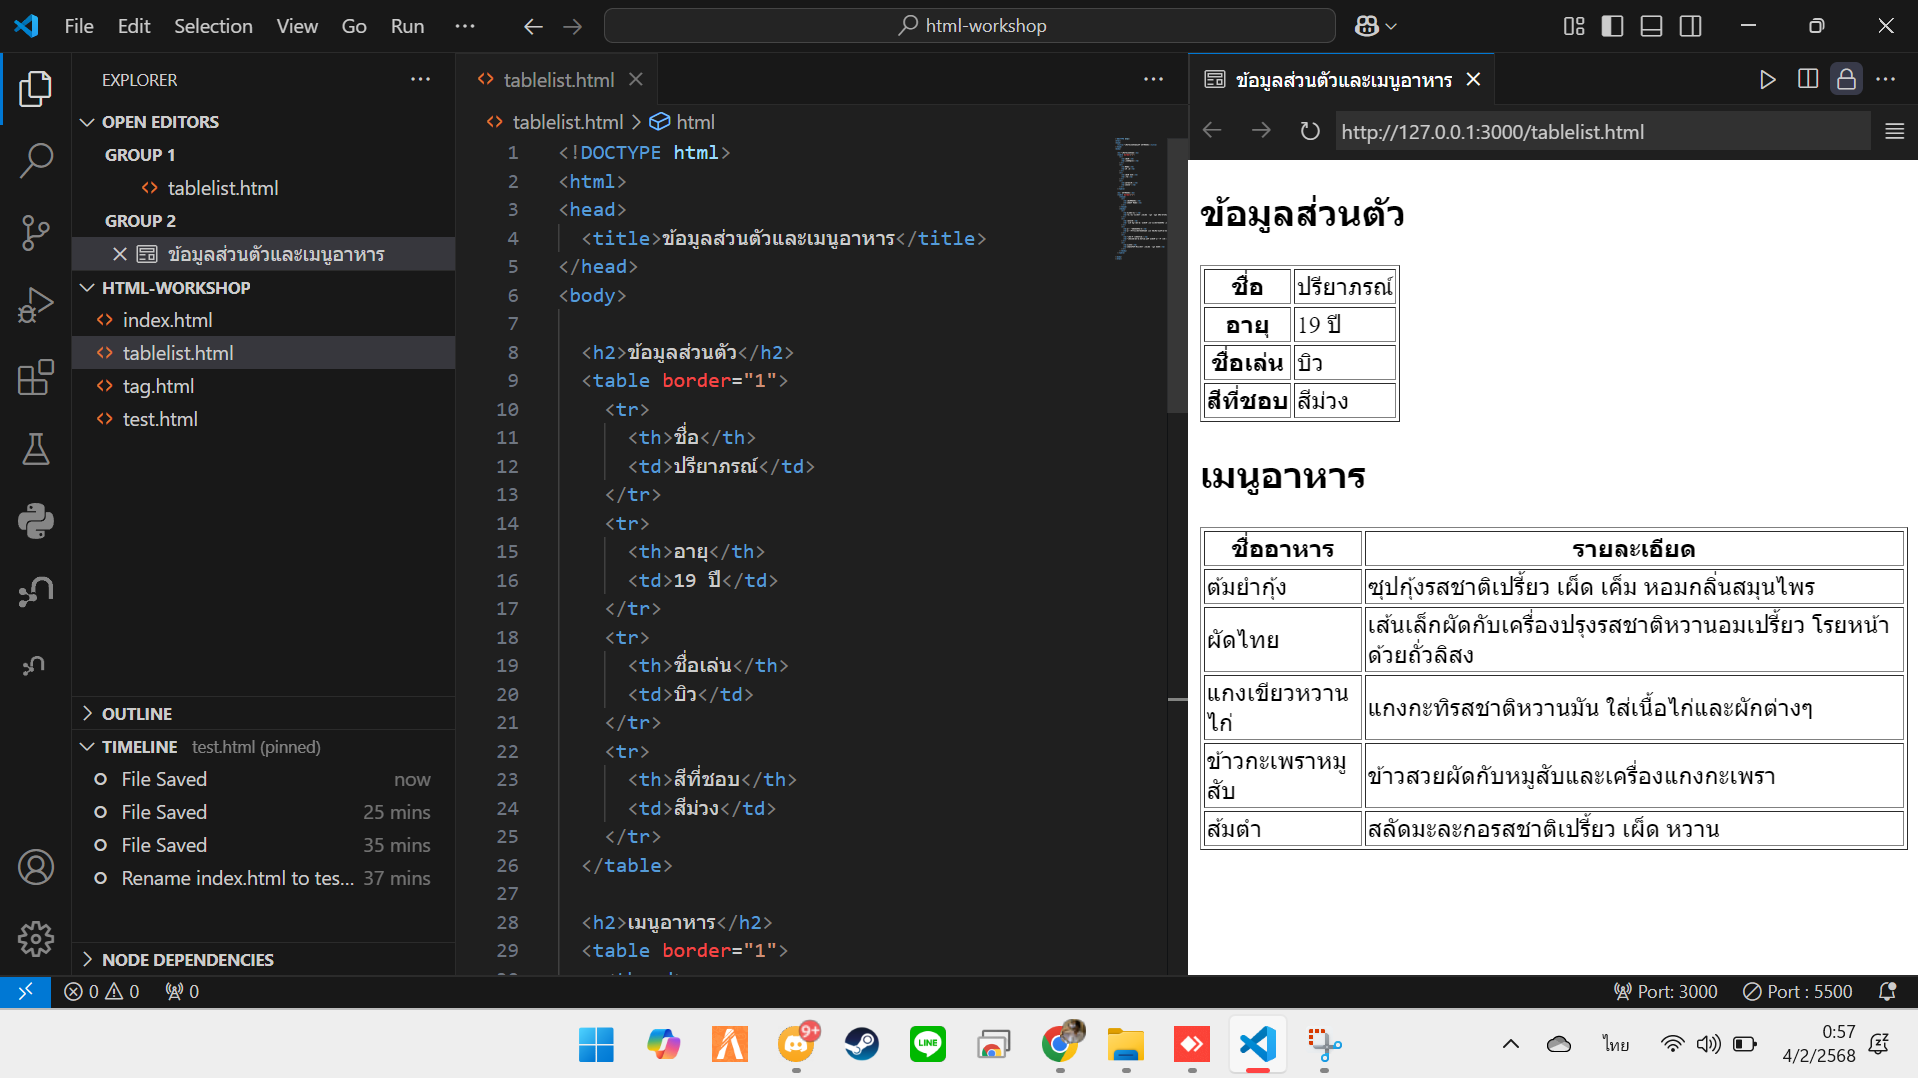 File Edit Selection View Go Run ···
html-workshop
EXPLORER
OPEN EDITORS
GROUP 1
tablelist.html
GROUP 2
ข้อมูลส่วนตัวและเมนูอาหาร
HTML-WORKSHOP
index.html
tablelist.html
tag.html
test.html
OUTLINE
TIMELINE test.html (pinned)
File Saved now
File Saved 25 mins
File Saved 35 mins
Rename index.html to tes... 37 mins
NODE DEPENDENCIES
tablelist.html
tablelist.html > html
1 <!DOCTYPE html>
2 <html>
3 <head>
4 <title>ข้อมูลส่วนตัวและเมนูอาหาร</title>
5 </head>
6 <body>
7
8 <h2>ข้อมูลส่วนตัว</h2>
9 <table border="1">
10 <tr>
11 <th>ชื่อ</th>
12 <td>ปรียาภรณ์</td>
13 </tr>
14 <tr>
15 <th>อายุ</th>
16 <td>19 ปี</td>
17 </tr>
18 <tr>
19 <th>ชื่อเล่น</th>
20 <td>บิว</td>
21 </tr>
22 <tr>
23 <th>สีที่ชอบ</th>
24 <td>สีม่วง</td>
25 </tr>
26 </table>
27
28 <h2>เมนูอาหาร</h2>
29 <table border="1">
ข้อมูลส่วนตัวและเมนูอาหาร
http://127.0.0.1:3000/tablelist.html
ข้อมูลส่วนตัว
ชื่อ ปรียาภรณ์
อายุ 19 ปี
ชื่อเล่น บิว
สีที่ชอบ สีม่วง
เมนูอาหาร
ชื่ออาหาร รายละเอียด
ต้มยำกุ้ง ซุปกุ้งรสชาติเปรี้ยว เผ็ด เค็ม หอมกลิ่นสมุนไพร
ผัดไทย เส้นเล็กผัดกับเครื่องปรุงรสชาติหวานอมเปรี้ยว โรยหน้า
ด้วยถั่วลิสง
แกงเขียวหวาน
ไก่ แกงกะทิรสชาติหวานมัน ใส่เนื้อไก่และผักต่างๆ
ข้าวกะเพราหมู
สับ ข้าวสวยผัดกับหมูสับและเครื่องแกงกะเพรา
ส้มตำ สลัดมะละกอรสชาติเปรี้ยว เผ็ด หวาน
0 0 0
Port: 3000 Port : 5500
9+
LINE
ไทย
0:57
4/2/2568